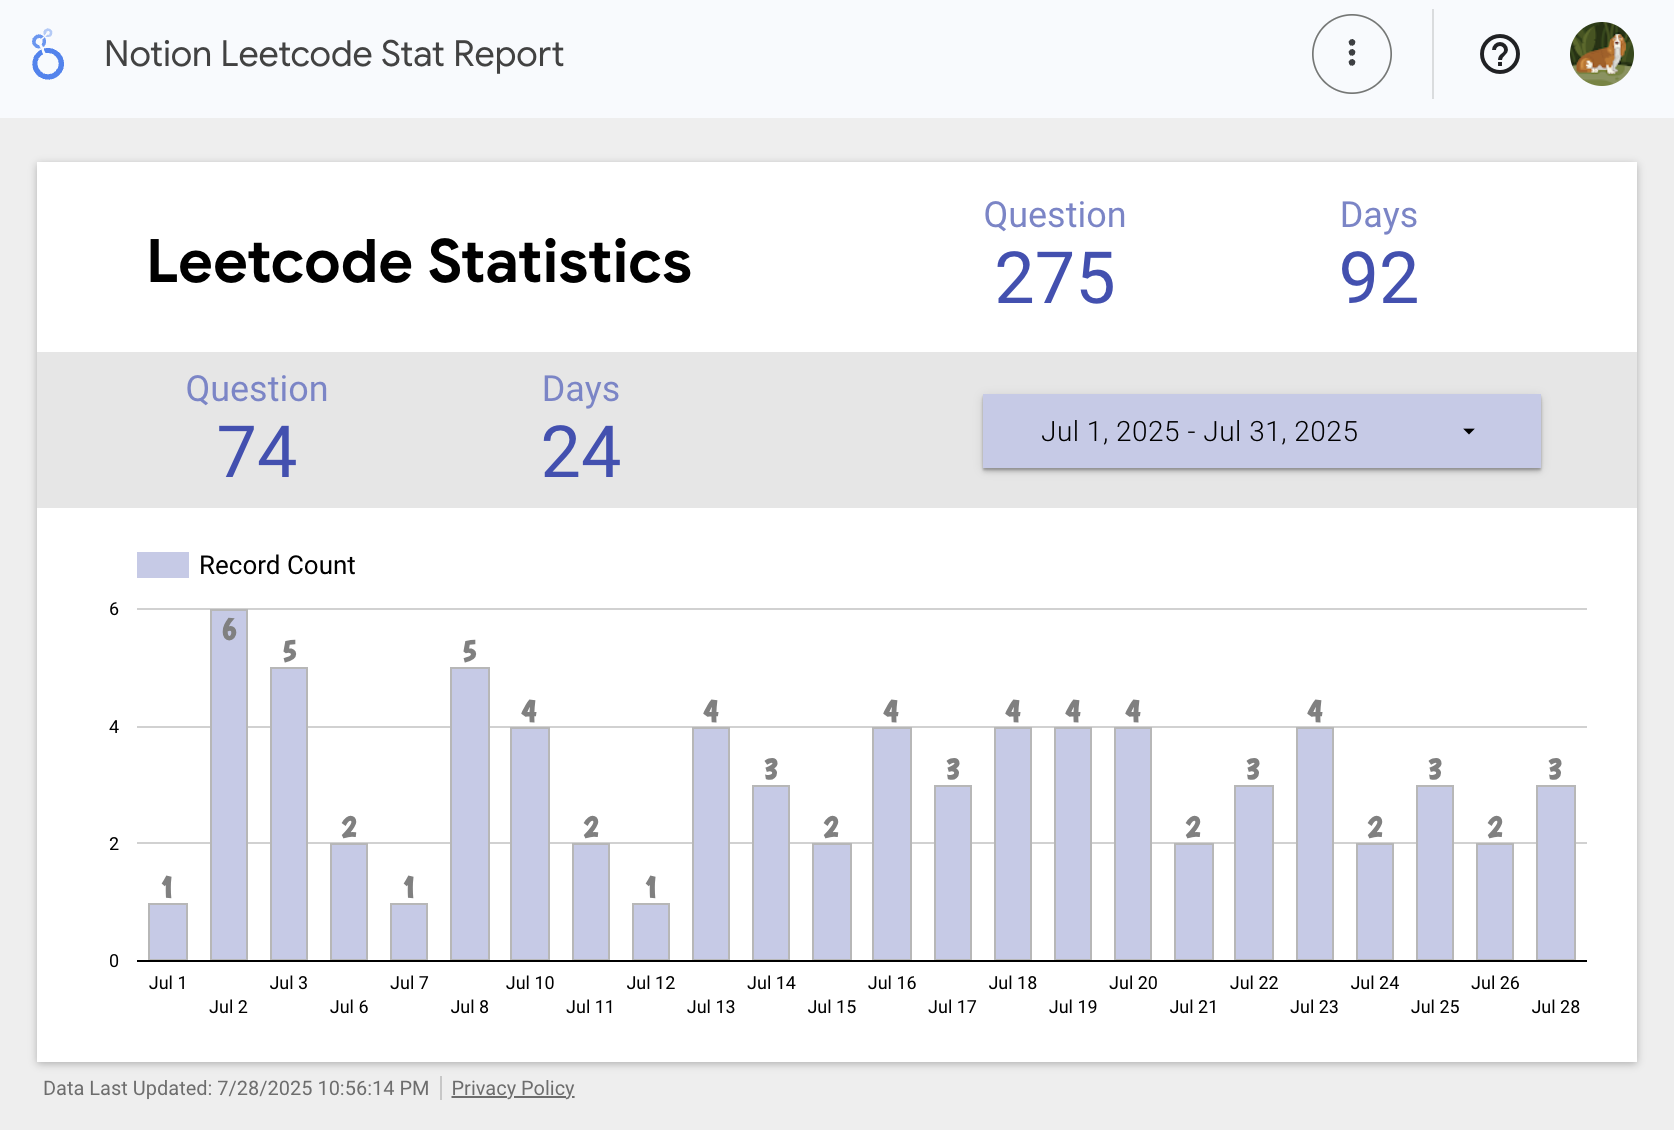 Notion Leetcode Stat Report
Leetcode Statistics
Question
275
Days
92
Question
74
Days
24
Jul 1, 2025 - Jul 31, 2025
Record Count
6
4
2
0
1
6
5
2
1
5
4
2
1
4
3
2
4
3
4
4
4
2
3
4
2
3
2
3
Jul 1
Jul 2
Jul 3
Jul 6
Jul 7
Jul 8
Jul 10
Jul 11
Jul 12
Jul 13
Jul 14
Jul 15
Jul 16
Jul 17
Jul 18
Jul 19
Jul 20
Jul 21
Jul 22
Jul 23
Jul 24
Jul 25
Jul 26
Jul 28
Data Last Updated: 7/28/2025 10:56:14 PM
Privacy Policy